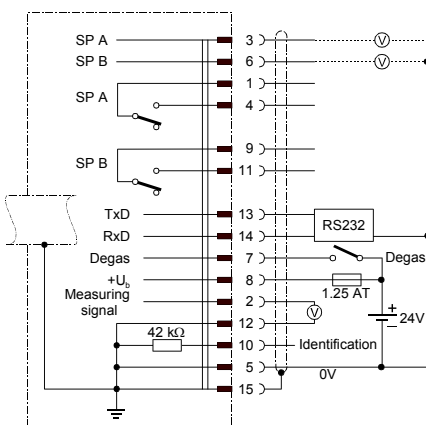 SP A 3 V
SP B 6 V
1
SP A 4
9
SP B 11
TxD 13
RS232
RxD 14
Degas 7 Degas
+Ub 8
1.25 AT
Measuring
signal 2
V
+
24V
−
12
42 kΩ 10 Identification
5
0V
15